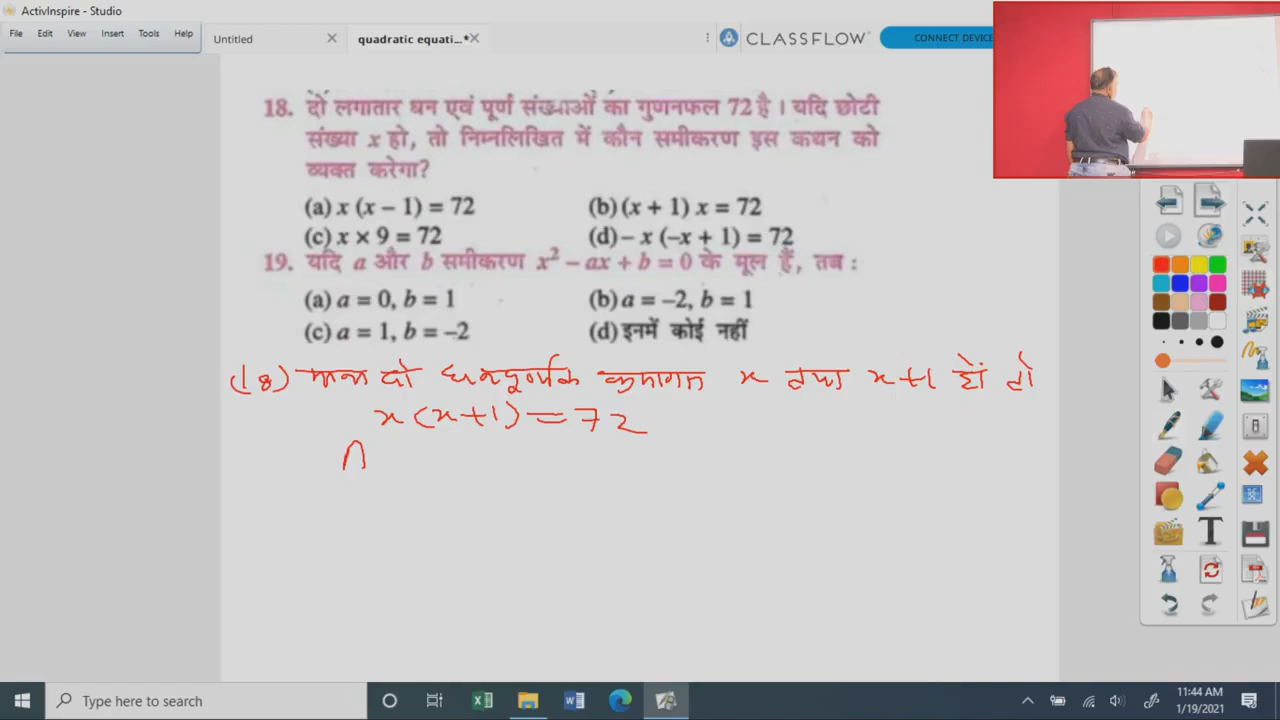 ActivInspire - Studio
File Edit View Insert Tools Help
Untitled
quadratic equati...*
CLASSFLOW
CONNECT DEVICE
18. दो लगातार धन एवं पूर्ण संख्याओं का गुणनफल 72 है । यदि छोटी
संख्या x हो, तो निम्नलिखित में कौन समीकरण इस कथन को
व्यक्त करेगा?
(a) x (x – 1) = 72 (b) (x + 1) x = 72
(c) x × 9 = 72 (d) – x (–x + 1) = 72
19. यदि a और b समीकरण x² – ax + b = 0 के मूल हैं, तब :
(a) a = 0, b = 1 (b) a = –2, b = 1
(c) a = 1, b = –2 (d) इनमें कोई नहीं
(18) माना दो धनपूर्णांक क्रमागत x तथा x+1 हों तो
x(x+1) = 72
Type here to search
11:44 AM
1/19/2021